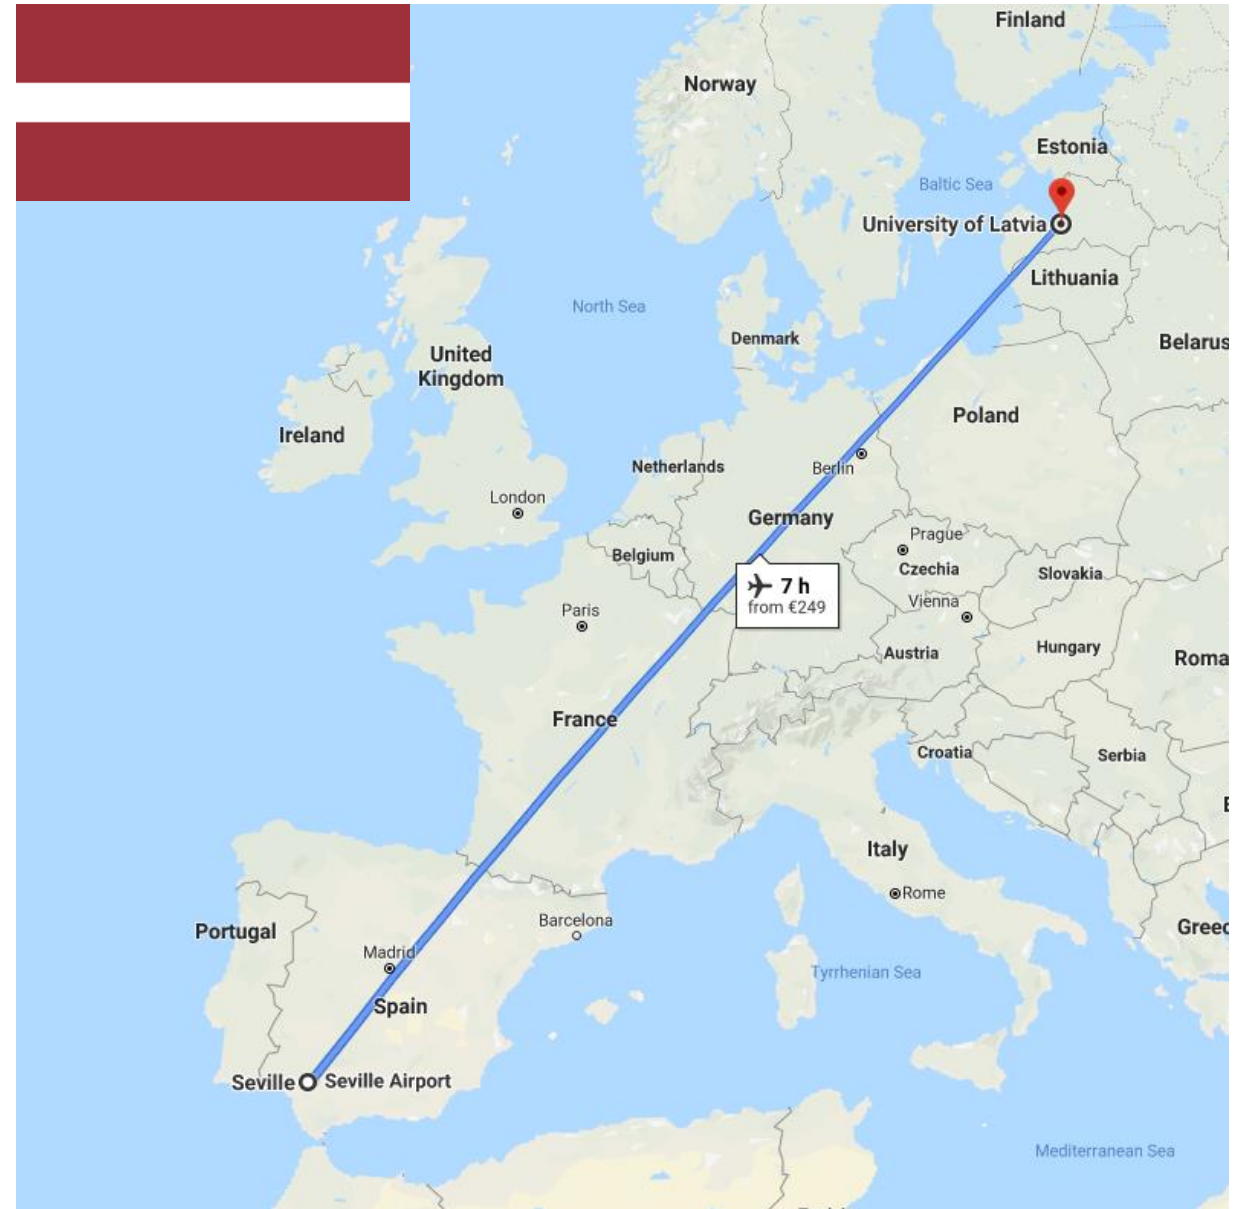 Finland
Norway
Estonia
Baltic Sea
University of Latvia
Lithuania
North Sea
Denmark
Belarus
United
Kingdom
Poland
Ireland
Netherlands
Berlin
London
Germany
Prague
Belgium
Czechia
Slovakia
7 h
from €249
Vienna
Paris
Hungary
Austria
Roma
France
Croatia
Serbia
Italy
Rome
Barcelona
Portugal
Greec
Madrid
Tyrrhenian Sea
Spain
Seville
Seville Airport
Mediterranean Sea